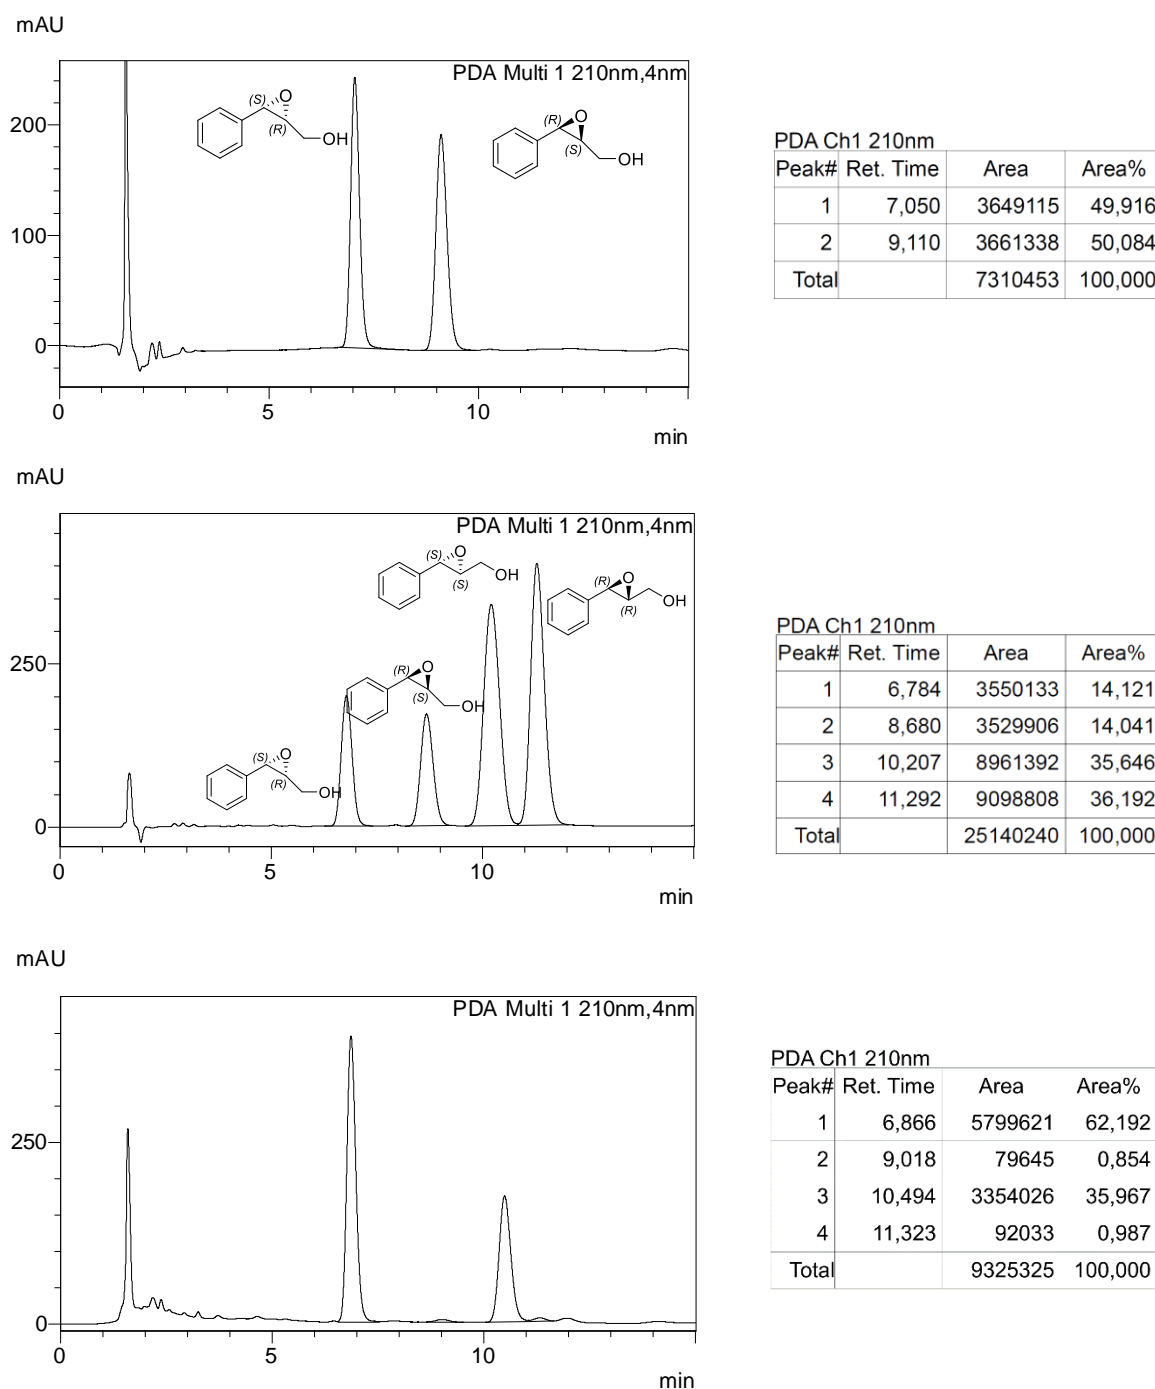 mAU
PDA Multi 1 210nm,4nm
(S)
O
(R)
OH
(R)
O
(S)
OH
200
100
0
0 5 10
min
PDA Ch1 210nm
Peak# Ret. Time Area Area%
1 7,050 3649115 49,916
2 9,110 3661338 50,084
Total 7310453 100,000
mAU
PDA Multi 1 210nm,4nm
(S)
O
(S)
OH
(R)
O
(R)
OH
(R)
O
(S)
OH
(S)
O
(R)
OH
250
0
0 5 10
min
PDA Ch1 210nm
Peak# Ret. Time Area Area%
1 6,784 3550133 14,121
2 8,680 3529906 14,041
3 10,207 8961392 35,646
4 11,292 9098808 36,192
Total 25140240 100,000
mAU
PDA Multi 1 210nm,4nm
250
0
0 5 10
min
PDA Ch1 210nm
Peak# Ret. Time Area Area%
1 6,866 5799621 62,192
2 9,018 79645 0,854
3 10,494 3354026 35,967
4 11,323 92033 0,987
Total 9325325 100,000